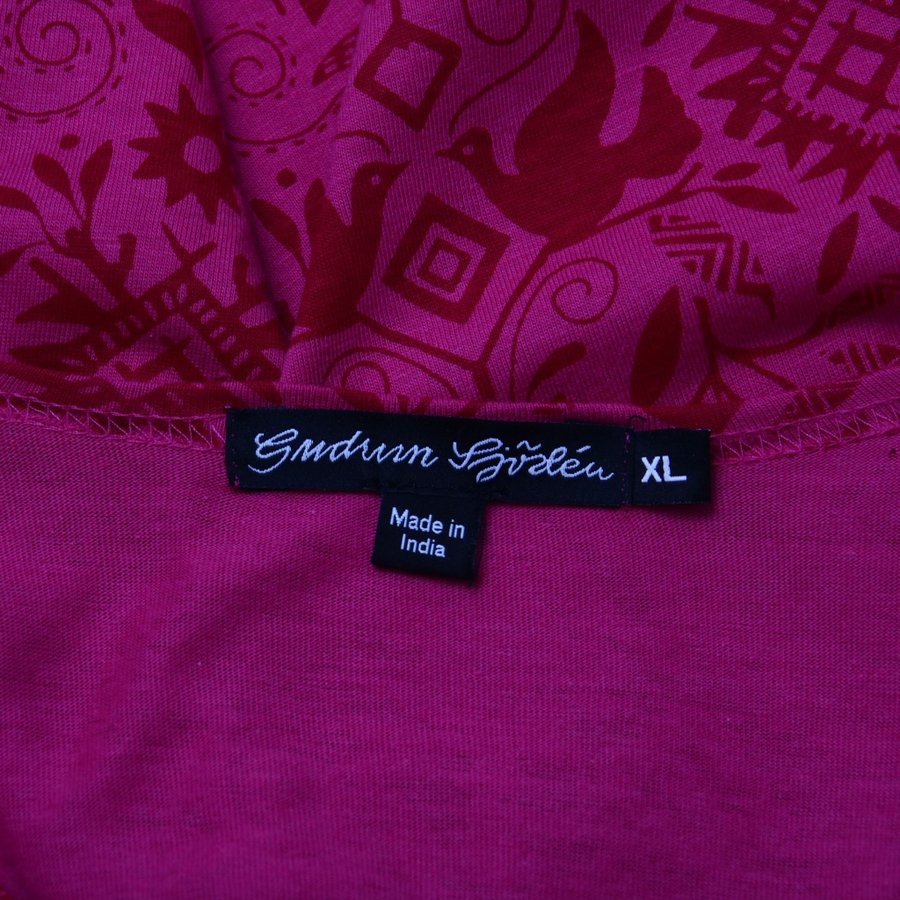 Gudrun Sjödén
XL
Made in
India